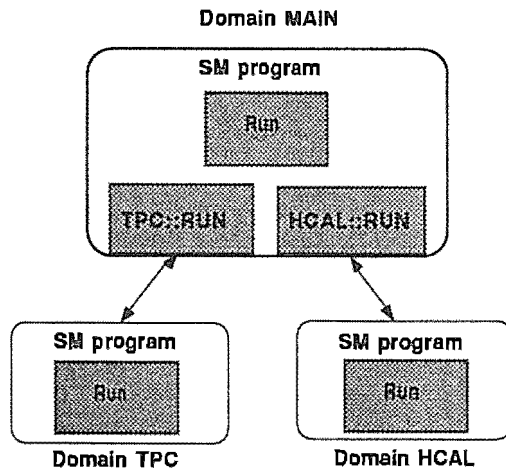 Domain MAIN
SM program
Run
TPC::RUN
HCAL::RUN
SM program
Run
Domain TPC
SM program
Run
Domain HCAL